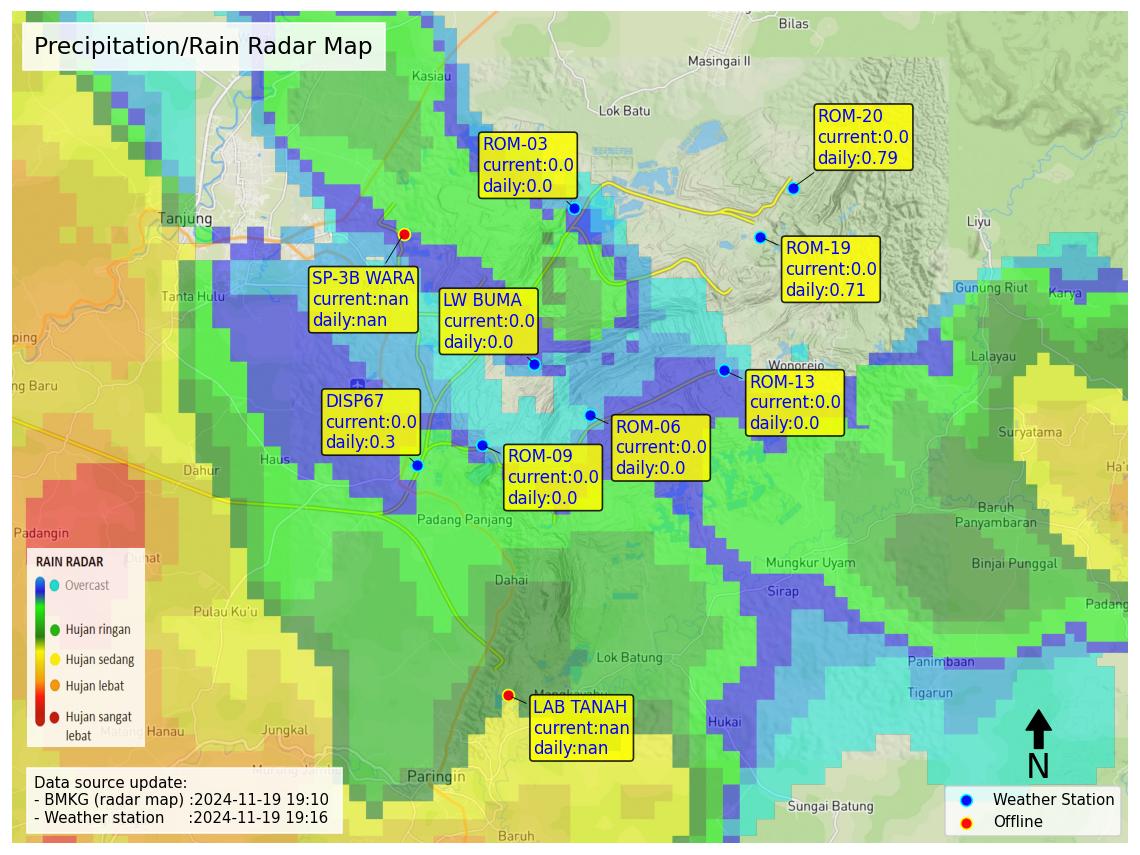 Precipitation/Rain Radar Map
Bilas
Masingai II
Kasiau
Lok Batu
ROM-20
current:0.0
daily:0.79
ROM-03
current:0.0
daily:0.0
Tanjung
Liyu
ROM-19
current:0.0
daily:0.71
SP-3B WARA
current:nan
daily:nan
Tanta Hulu
LW BUMA
current:0.0
daily:0.0
Gunung Riut
Karya
ping
Lalayau
Wonorejo
ng Baru
ROM-13
current:0.0
daily:0.0
DISP67
current:0.0
daily:0.3
ROM-06
current:0.0
daily:0.0
Suryatama
Haus
Dahur
ROM-09
current:0.0
daily:0.0
Ha'u
Padang Panjang
Baruh
Panyambaran
Padangin
RAIN RADAR
Overcast
Hujan ringan
Hujan sedang
Hujan lebat
Hujan sangat
lebat
Mungkur Uyam
Binjai Punggal
Dahai
Sirap
Padang
Pulau Ku'u
Lok Batung
Panimbaan
Tigarun
LAB TANAH
current:nan
daily:nan
Hukai
Hanau
Jungkal
Paringin
N
Data source update:
- BMKG (radar map) :2024-11-19 19:10
- Weather station :2024-11-19 19:16
Sungai Batung
Baruh
Weather Station
Offline